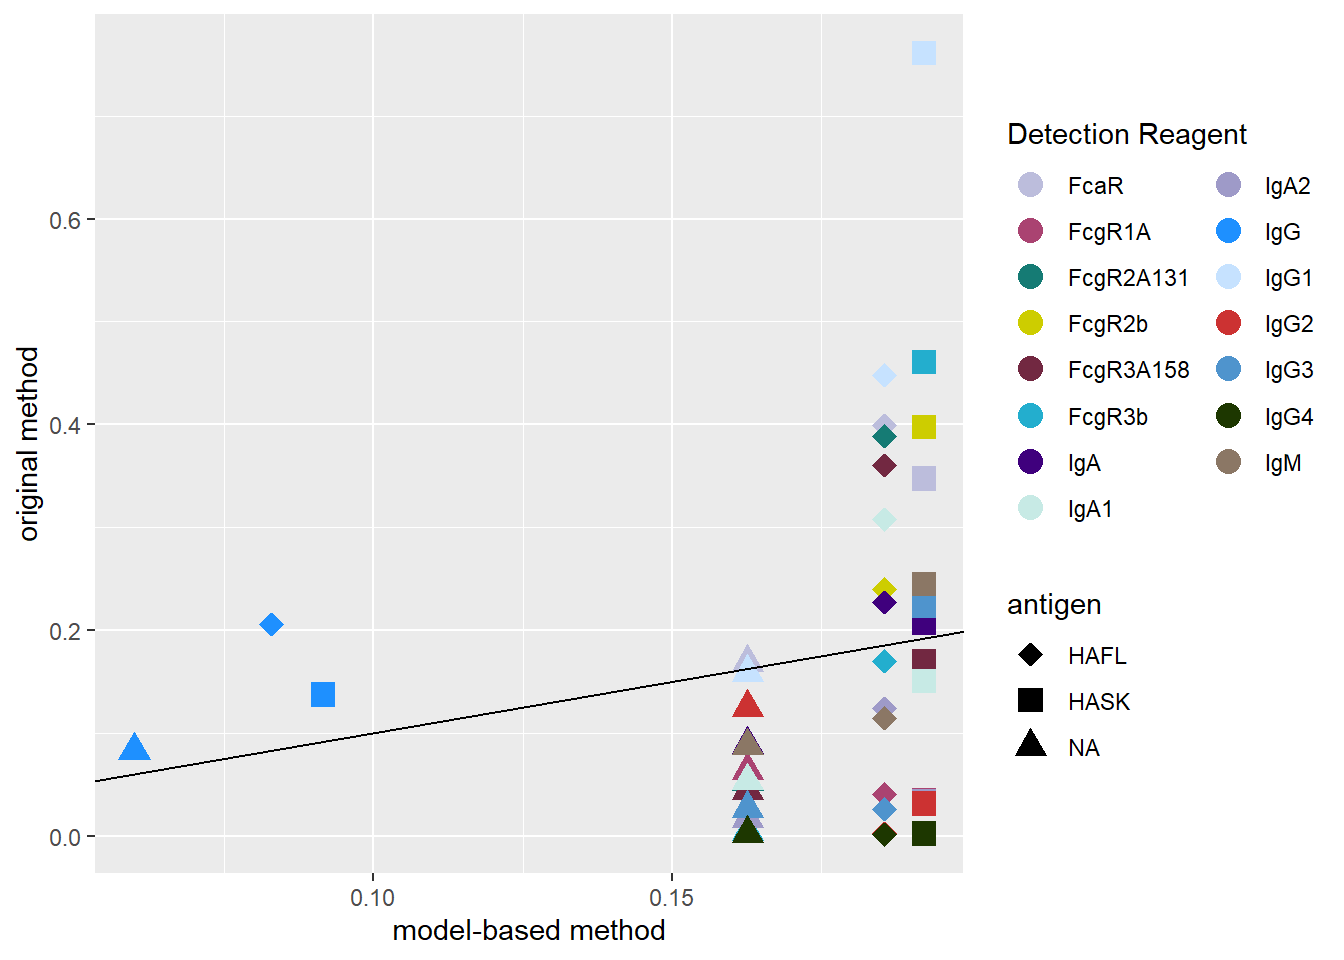 original method
0.6
0.4
0.2
0.0
0.10
0.15
model-based method
Detection Reagent
FcaR
FcgR1A
FcgR2A131
FcgR2b
FcgR3A158
FcgR3b
IgA
IgA1
IgA2
IgG
IgG1
IgG2
IgG3
IgG4
IgM
antigen
HAFL
HASK
NA